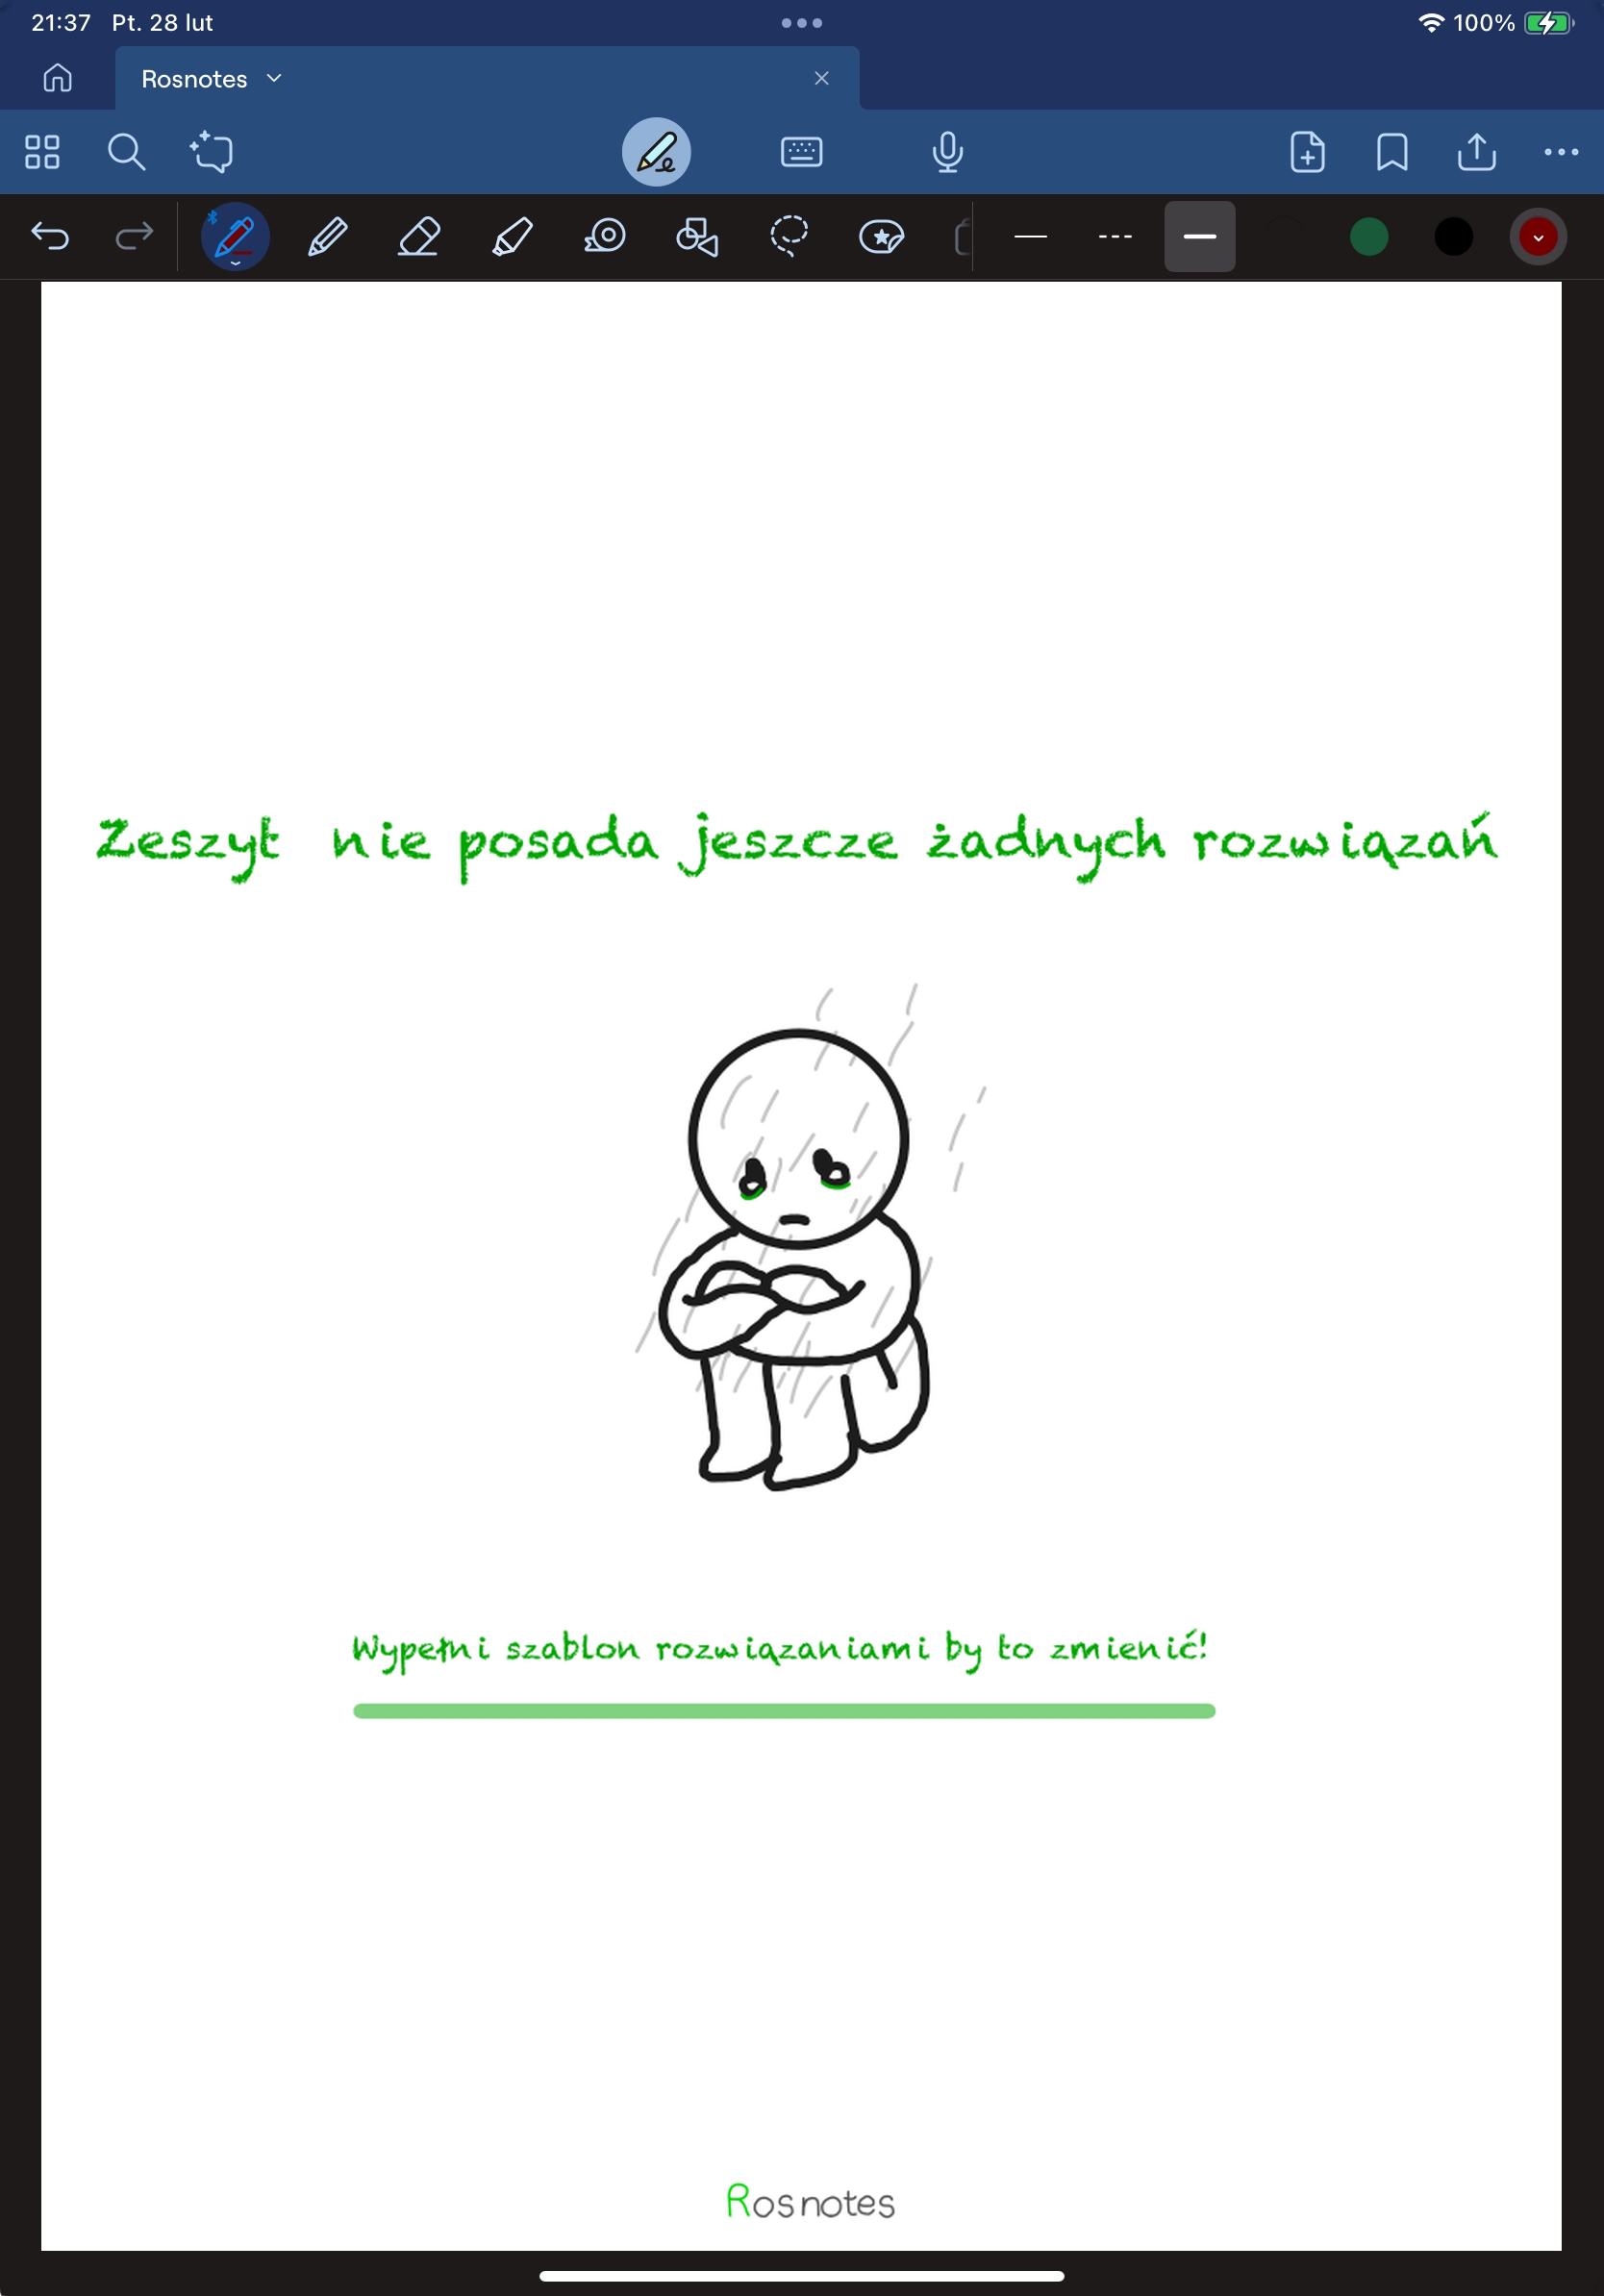 21:37 Pt. 28 lut 100%
Rosnotes
Zeszyt nie posada jeszcze żadnych rozwiązań
Wypełni szablon rozwiązaniami by to zmienić!
Rosnotes